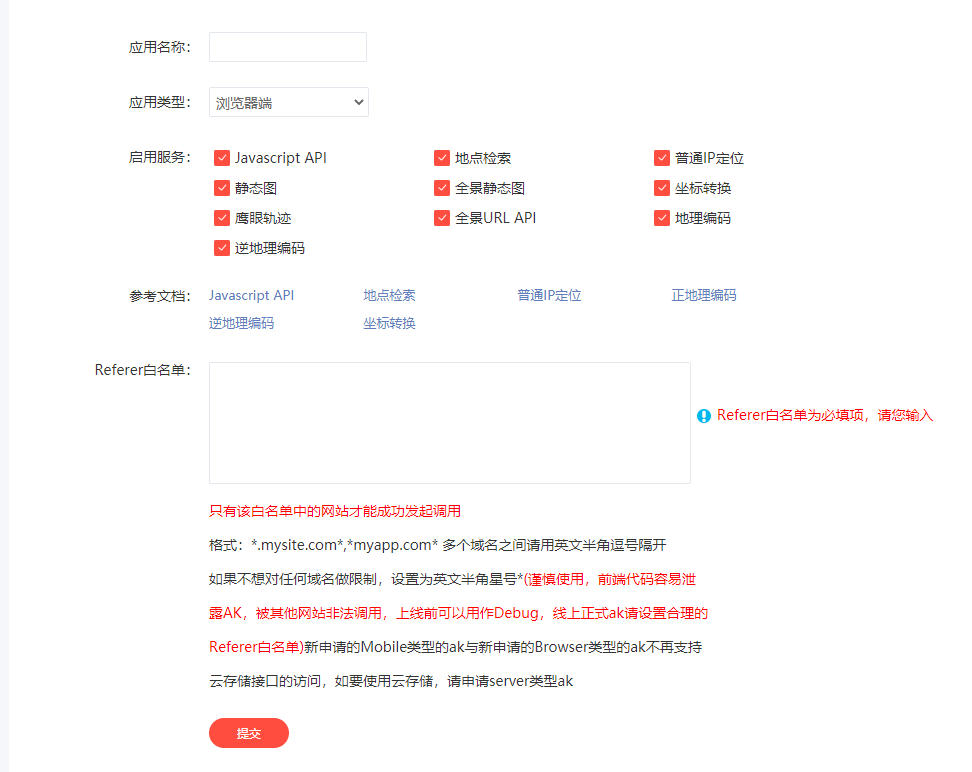 应用名称：
应用类型： 浏览器端
启用服务： Javascript API 地点检索 普通IP定位
静态图 全景静态图 坐标转换
鹰眼轨迹 全景URL API 地理编码
逆地理编码
参考文档： Javascript API 地点检索 普通IP定位 正地理编码
逆地理编码 坐标转换
Referer白名单：
Referer白名单为必填项，请您输入
只有该白名单中的网站才能成功发起调用
格式：*.mysite.com*,*myapp.com* 多个域名之间请用英文半角逗号隔开
如果不想对任何域名做限制，设置为英文半角星号*(谨慎使用，前端代码容易泄
露AK，被其他网站非法调用，上线前可以用作Debug，线上正式ak请设置合理的
Referer白名单)新申请的Mobile类型的ak与新申请的Browser类型的ak不再支持
云存储接口的访问，如要使用云存储，请申请server类型ak
提交